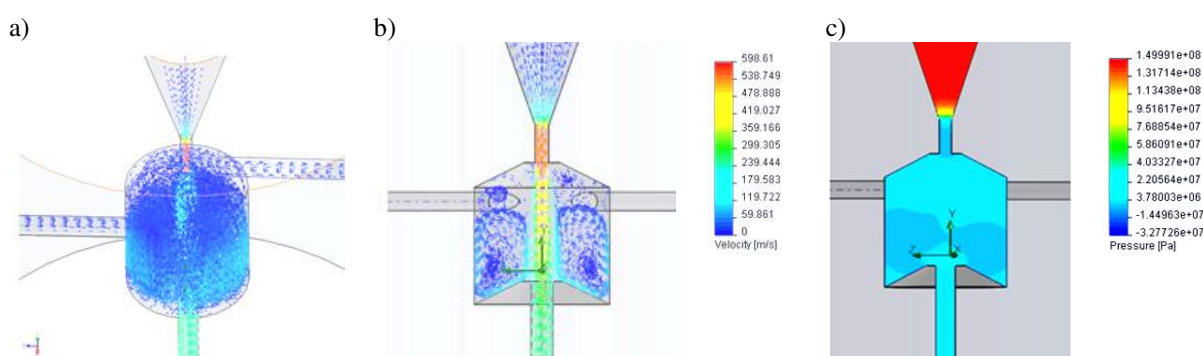 a)
b)
c)
598.61
538.749
478.888
419.027
359.166
299.305
239.444
179.583
119.722
59.861
0
Velocity [m/s]
Y
1.49991e+08
1.31714e+08
1.13438e+08
9.51617e+07
7.68854e+07
5.86091e+07
4.03327e+07
2.20564e+07
3.78003e+06
-1.44963e+07
-3.27726e+07
Pressure [Pa]
Y
Z
X